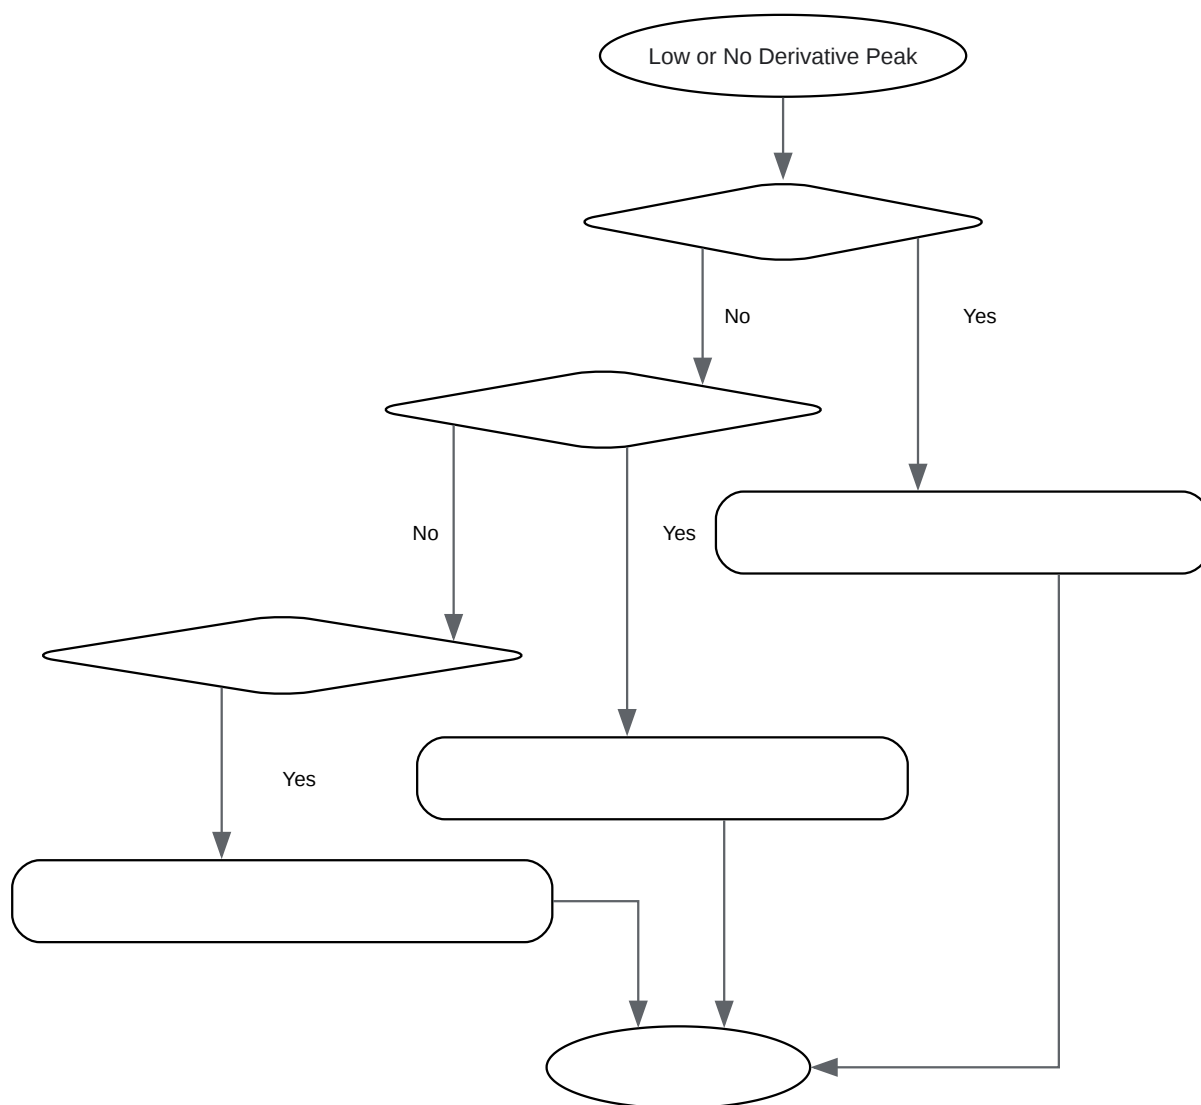 Low or No Derivative Peak
No
Yes
No
Yes
Yes